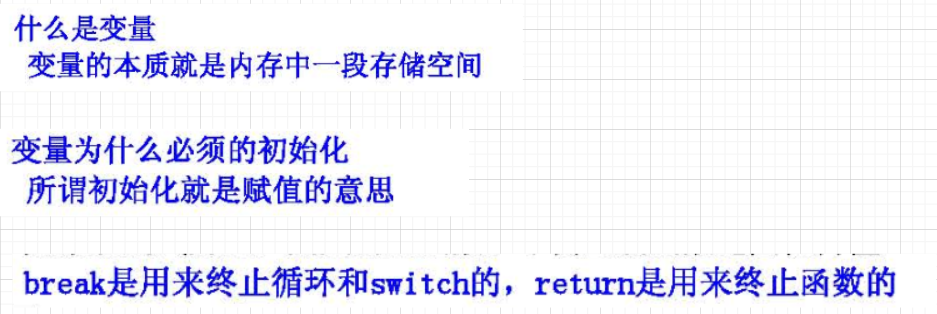 什么是变量
变量的本质就是内存中一段存储空间
变量为什么必须的初始化
所谓初始化就是赋值的意思
break是用来终止循环和switch的，return是用来终止函数的